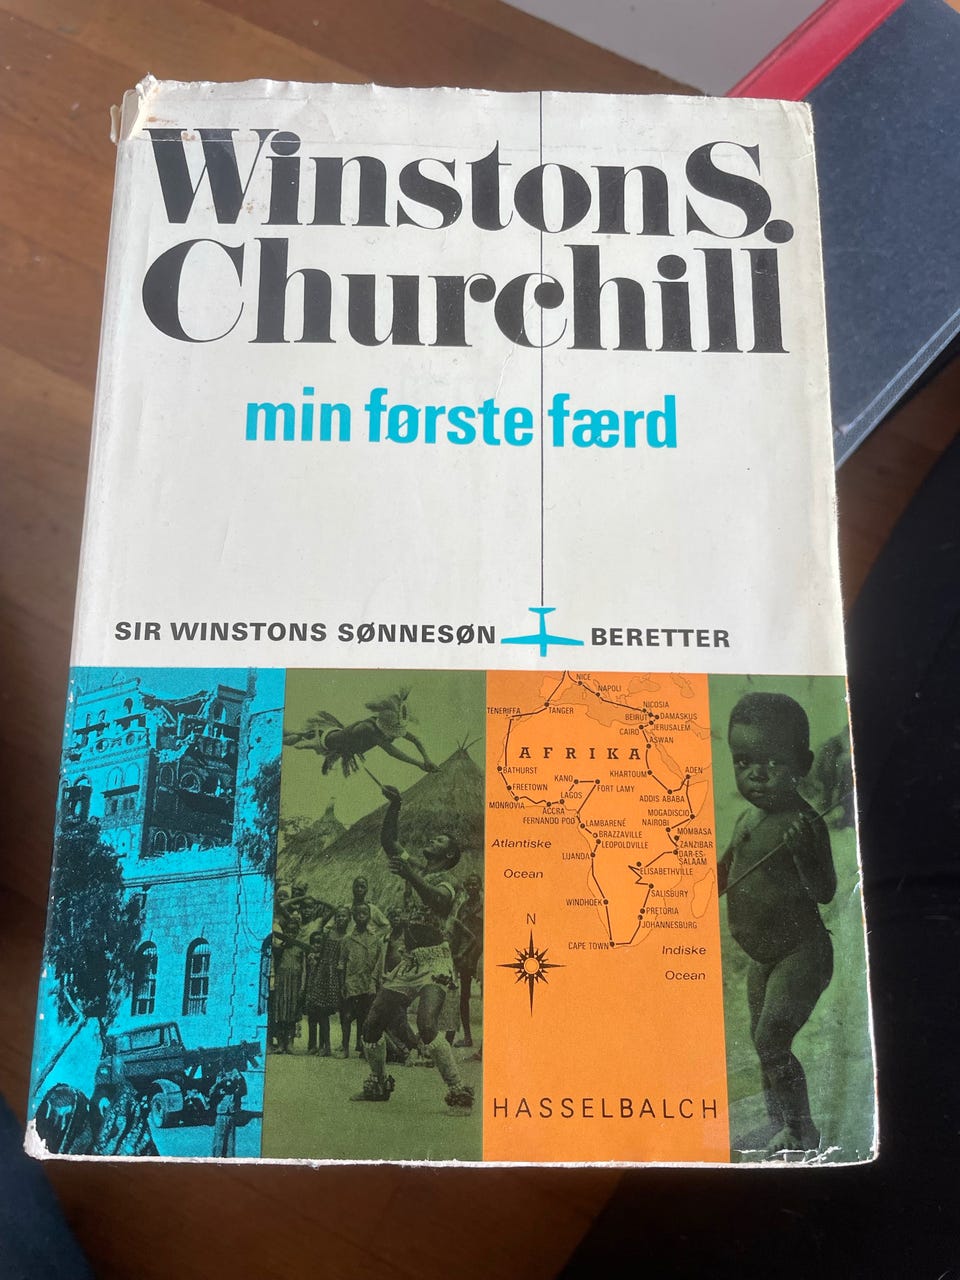 Winston S.
Churchill
min første færd
SIR WINSTONS SØNNESØN BERETTER
NICE
NAPOLI
TENERIFFA
TANGER
NICOSIA
BEIRUT
DAMASKUS
JERUSALEM
CAIRO
ASWAN
AFRIKA
BATHURST
KANO
KHARTOUM
ADEN
FREETOWN
LAGOS
FORT LAMY
MONROVIA
ACCRA
ADDIS ABABA
FERNANDO POO
MOGADISCIO
LAMBARENÉ
NAIROBI
MOMBASA
BRAZZAVILLE
ZANZIBAR
Atlantiske
LEOPOLDVILLE
DAR-ES-
SALAAM
LUANDA
ELISABETHVILLE
Ocean
SALISBURY
WINDHOEK
PRETORIA
JOHANNESBURG
N
CAPE TOWN
Indiske
Ocean
HASSELBALCH